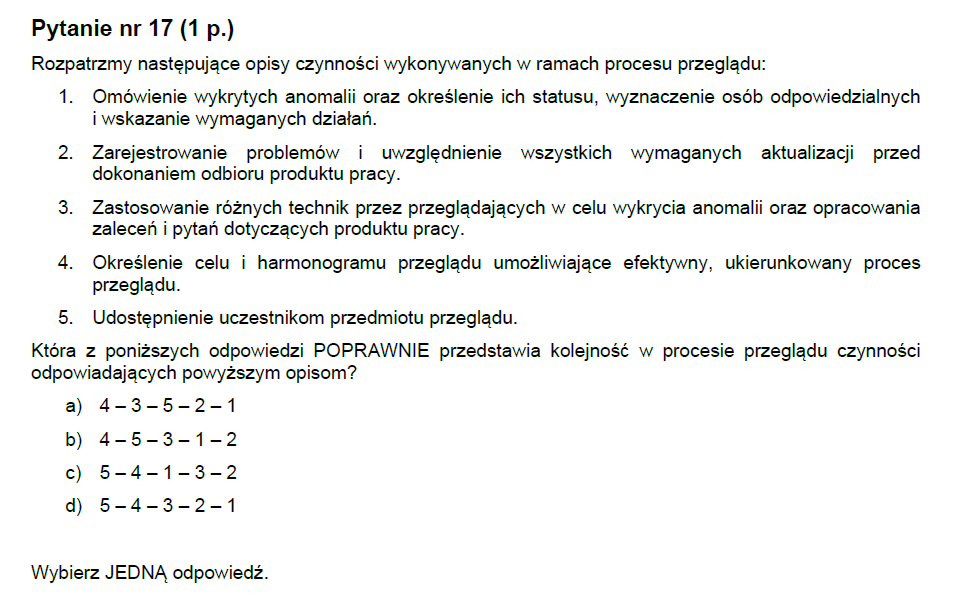 Pytanie nr 17 (1 p.)
Rozpatrzmy następujące opisy czynności wykonywanych w ramach procesu przeglądu:
1. Omówienie wykrytych anomalii oraz określenie ich statusu, wyznaczenie osób odpowiedzialnych
i wskazanie wymaganych działań.
2. Zarejestrowanie problemów i uwzględnienie wszystkich wymaganych aktualizacji przed
dokonaniem odbioru produktu pracy.
3. Zastosowanie różnych technik przez przeglądających w celu wykrycia anomalii oraz opracowania
zaleceń i pytań dotyczących produktu pracy.
4. Określenie celu i harmonogramu przeglądu umożliwiające efektywny, ukierunkowany proces
przeglądu.
5. Udostępnienie uczestnikom przedmiotu przeglądu.
Która z poniższych odpowiedzi POPRAWNIE przedstawia kolejność w procesie przeglądu czynności
odpowiadających powyższym opisom?
a) 4 – 3 – 5 – 2 – 1
b) 4 – 5 – 3 – 1 – 2
c) 5 – 4 – 1 – 3 – 2
d) 5 – 4 – 3 – 2 – 1
Wybierz JEDNĄ odpowiedź.